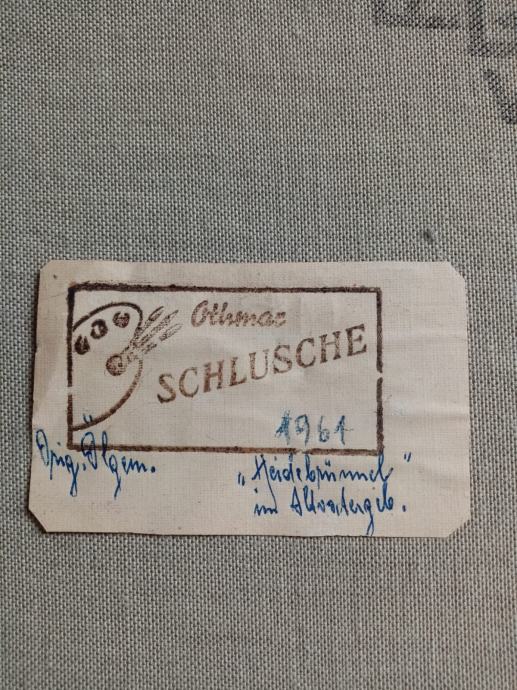 Othmar
SCHLUSCHE
1961
Orig. Ölgem.
„Heidebrünnel"
im Altvatergeb.